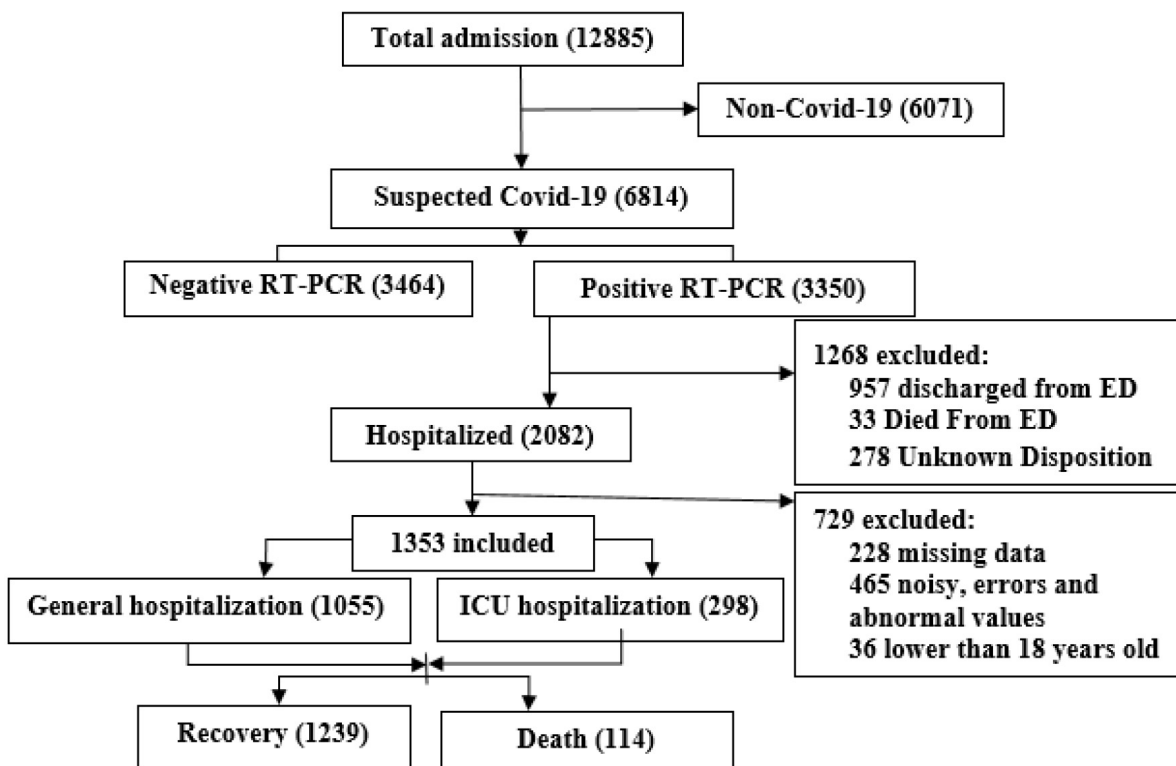 Total admission (12885)
Non-Covid-19 (6071)
Suspected Covid-19 (6814)
Negative RT-PCR (3464)
Positive RT-PCR (3350)
1268 excluded:
957 discharged from ED
33 Died From ED
278 Unknown Disposition
Hospitalized (2082)
729 excluded:
228 missing data
465 noisy, errors and
abnormal values
36 lower than 18 years old
1353 included
General hospitalization (1055)
ICU hospitalization (298)
Recovery (1239)
Death (114)